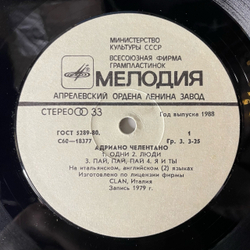 МИНИСТЕРСТВО
КУЛЬТУРЫ СССР
ВСЕСОЮЗНАЯ ФИРМА
ГРАМПЛАСТИНОК
МЕЛОДИЯ
АПРЕЛЕВСКИЙ ОРДЕНА ЛЕНИНА ЗАВОД
СТЕРЕО 33
Год выпуска 1988
ГОСТ 5289-80.
1
С60—18377
Гр. 3. 3-25
АДРИАНО ЧЕЛЕНТАНО
1. ОДНИ 2. ЛЮДИ
3. ПАЙ, ПАЙ, ПАЙ 4. Я И ТЫ
На итальянском, английском (2) языках
Изготовлено по лицензии фирмы
CLAN, Италия
Запись 1979 г.